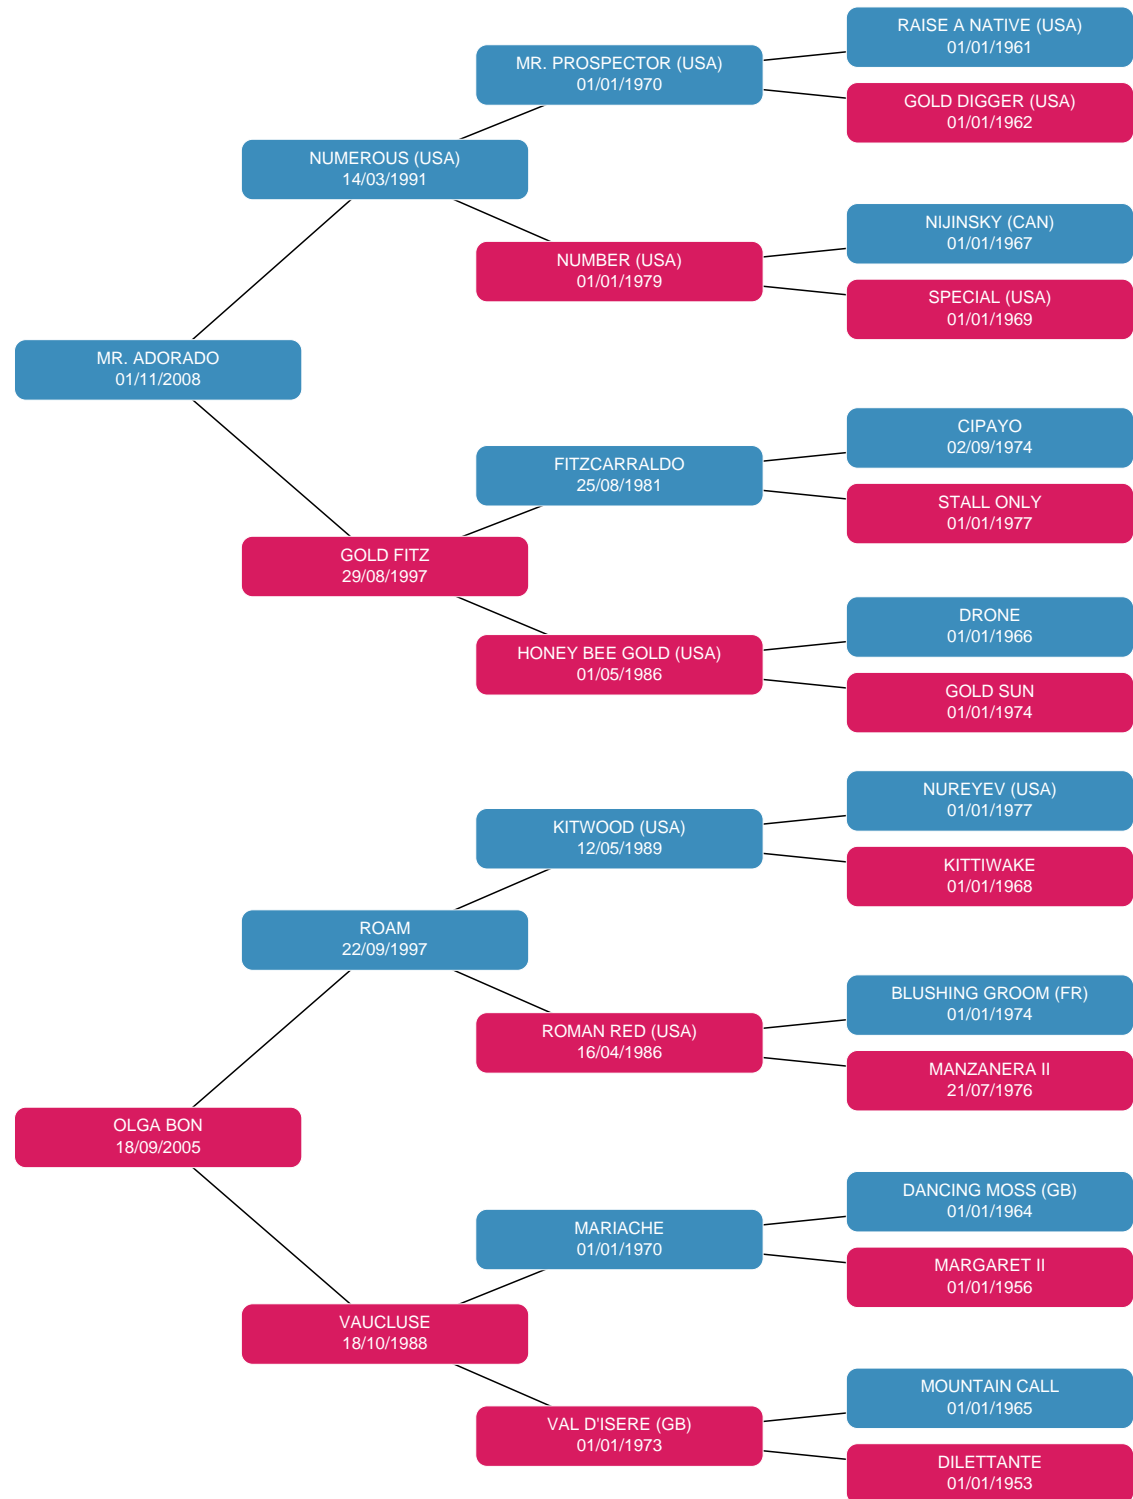 RAISE A NATIVE (USA)
01/01/1961
MR. PROSPECTOR (USA)
01/01/1970
GOLD DIGGER (USA)
01/01/1962
NUMEROUS (USA)
14/03/1991
NIJINSKY (CAN)
01/01/1967
NUMBER (USA)
01/01/1979
SPECIAL (USA)
01/01/1969
MR. ADORADO
01/11/2008
CIPAYO
02/09/1974
FITZCARRALDO
25/08/1981
STALL ONLY
01/01/1977
GOLD FITZ
29/08/1997
DRONE
01/01/1966
HONEY BEE GOLD (USA)
01/05/1986
GOLD SUN
01/01/1974
NUREYEV (USA)
01/01/1977
KITWOOD (USA)
12/05/1989
KITTIWAKE
01/01/1968
ROAM
22/09/1997
BLUSHING GROOM (FR)
01/01/1974
ROMAN RED (USA)
16/04/1986
MANZANERA II
21/07/1976
OLGA BON
18/09/2005
DANCING MOSS (GB)
01/01/1964
MARIACHE
01/01/1970
MARGARET II
01/01/1956
VAUCLUSE
18/10/1988
MOUNTAIN CALL
01/01/1965
VAL D'ISERE (GB)
01/01/1973
DILETTANTE
01/01/1953